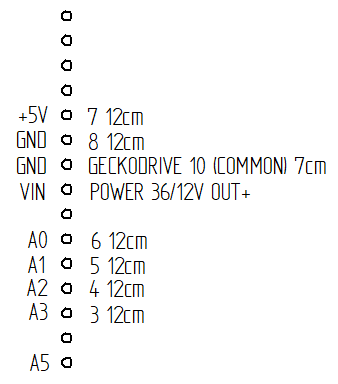 +5V 7 12cm
GND 8 12cm
GND GECKODRIVE 10 (COMMON) 7cm
VIN POWER 36/12V OUT+
A0 6 12cm
A1 5 12cm
A2 4 12cm
A3 3 12cm
A5